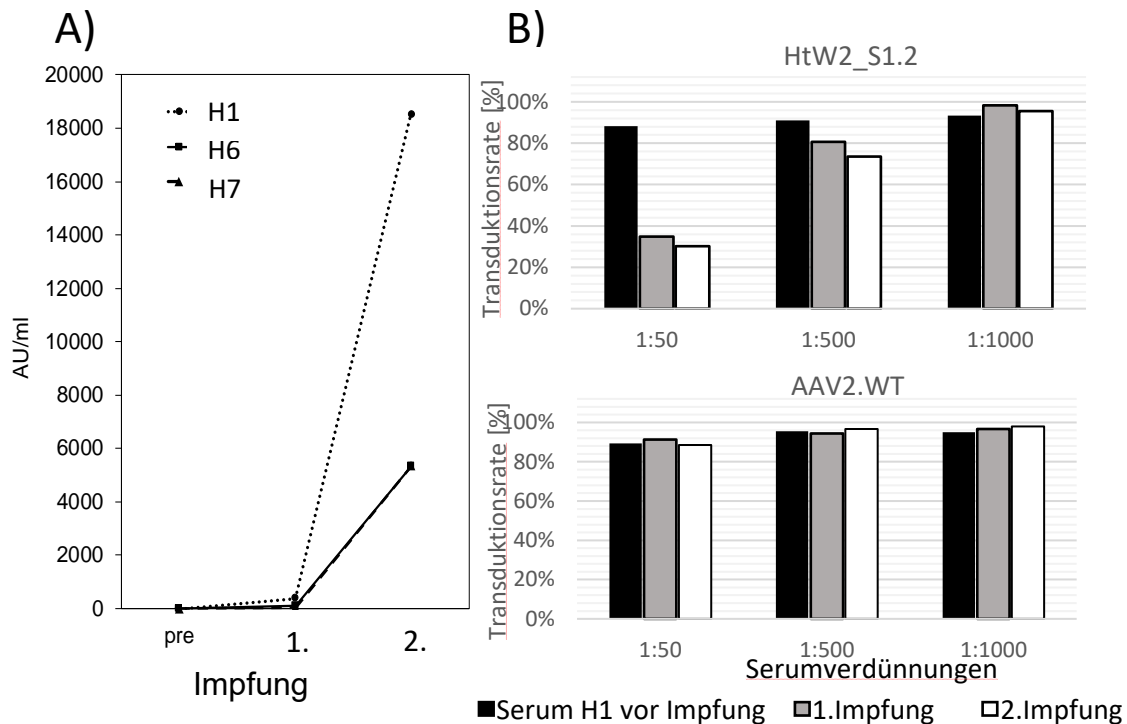 A)
20000
18000
16000
14000
12000
10000
8000
6000
4000
2000
0
AU/ml
H1
H6
H7
pre
1.
2.
Impfung
B)
HtW2_S1.2
Transduktionsrate [%]
100%
80%
60%
40%
20%
0%
1:50
1:500
1:1000
AAV2.WT
Transduktionsrate [%]
100%
80%
60%
40%
20%
0%
1:50
1:500
1:1000
Serumverdünnungen
Serum H1 vor Impfung
1.Impfung
2.Impfung